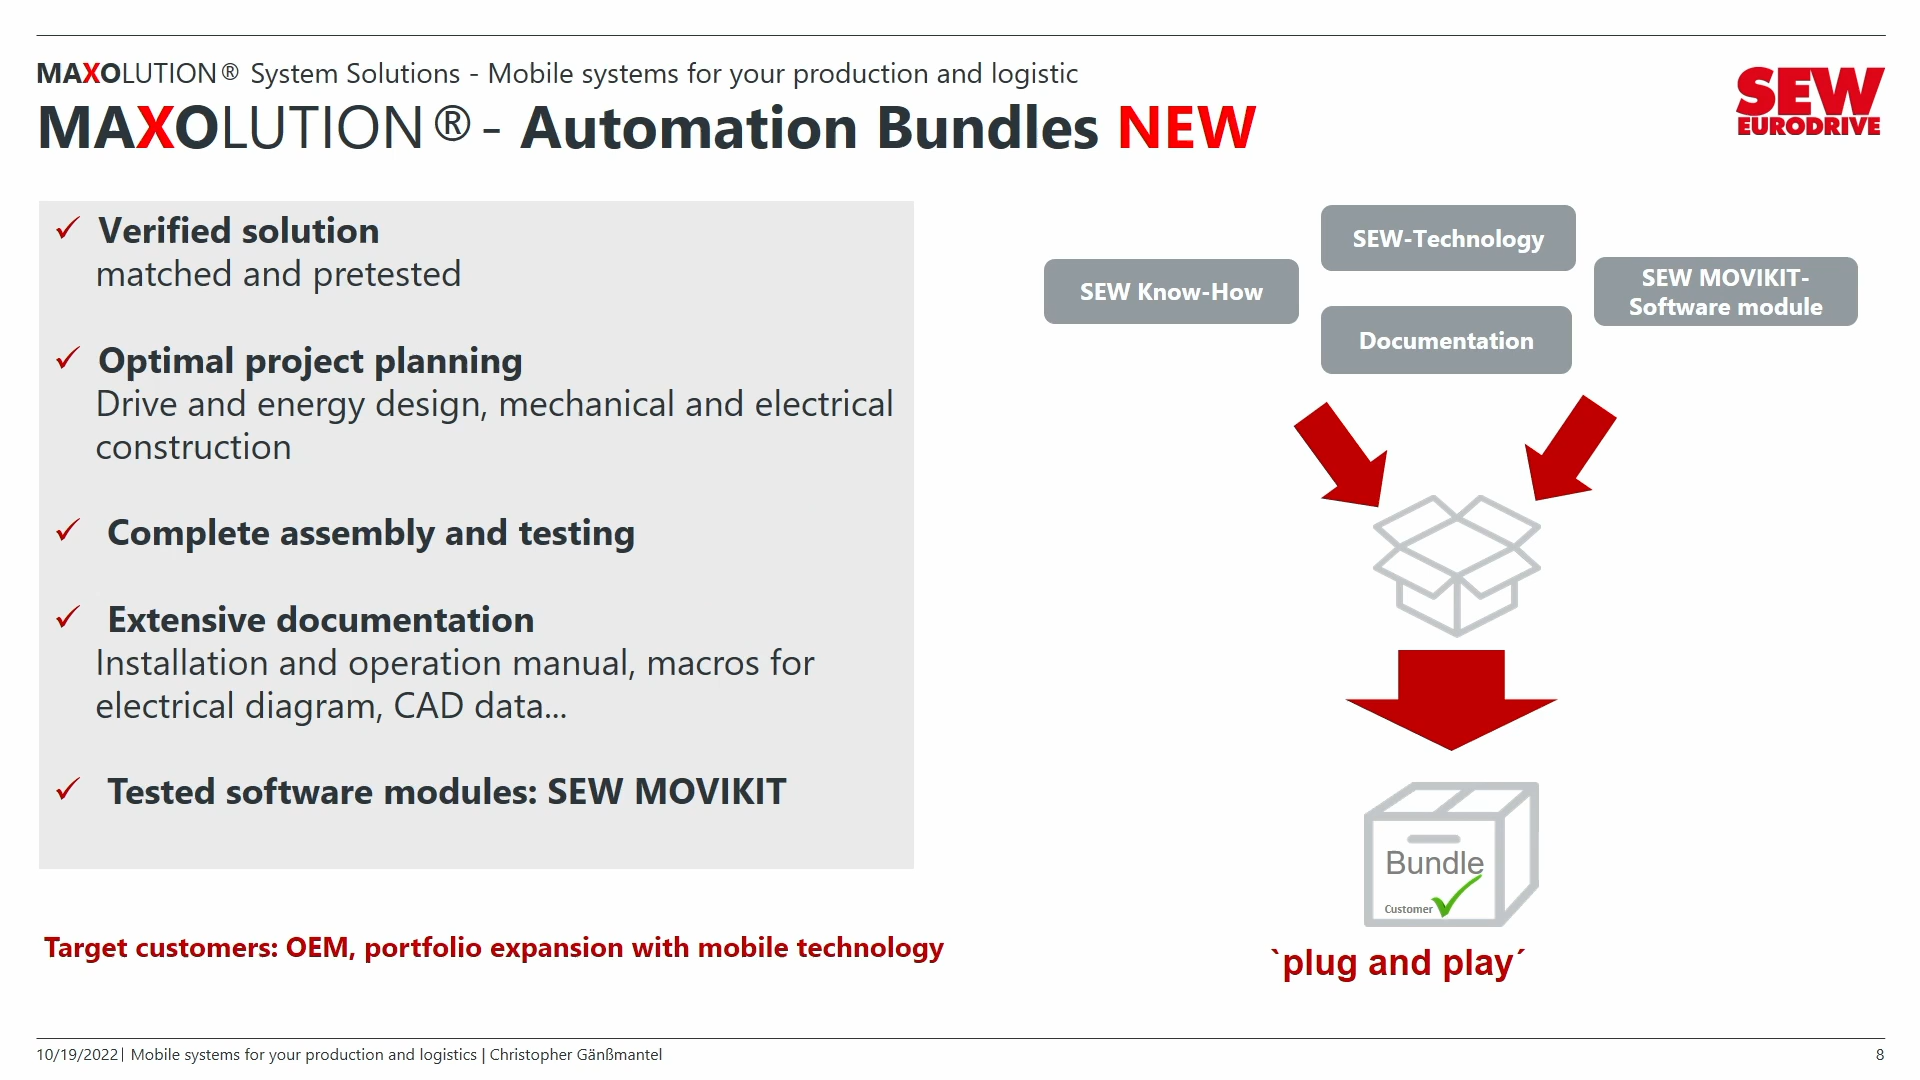 MAXOLUTION® System Solutions - Mobile systems for your production and logistic
MAXOLUTION® - Automation Bundles NEW
SEW
EURODRIVE
✓ Verified solution
matched and pretested
✓ Optimal project planning
Drive and energy design, mechanical and electrical
construction
✓ Complete assembly and testing
✓ Extensive documentation
Installation and operation manual, macros for
electrical diagram, CAD data...
✓ Tested software modules: SEW MOVIKIT
Target customers: OEM, portfolio expansion with mobile technology
SEW-Technology
SEW Know-How
SEW MOVIKIT-
Software module
Documentation
Bundle
Customer
`plug and play´
10/19/2022| Mobile systems for your production and logistics | Christopher Gänßmantel
8